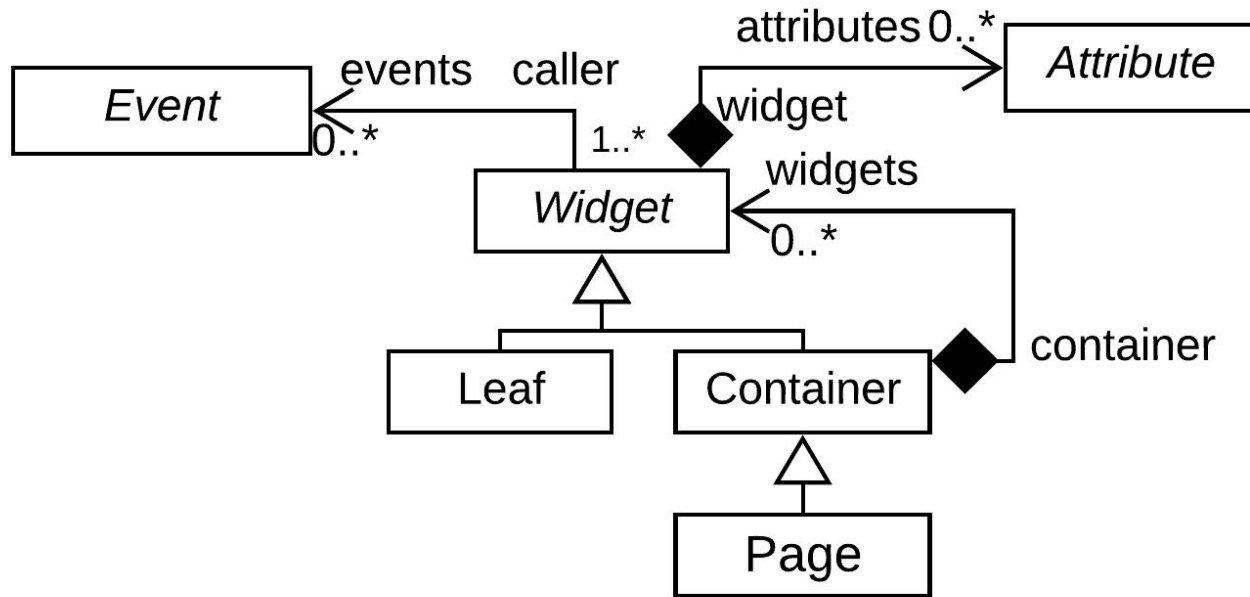 attributes 0..*
Attribute
events caller
Event
0..*
1..*
widget
widgets
Widget
0..*
container
Leaf
Container
Page